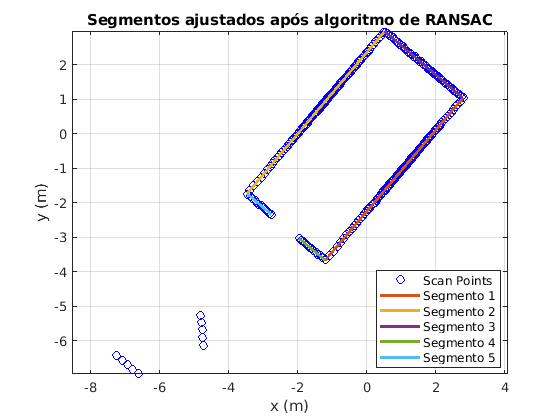 Segmentos ajustados após algoritmo de RANSAC
2
1
0
-1
-2
-3
-4
-5
-6
y (m)
Scan Points
Segmento 1
Segmento 2
Segmento 3
Segmento 4
Segmento 5
-8 -6 -4 -2 0 2 4
x (m)